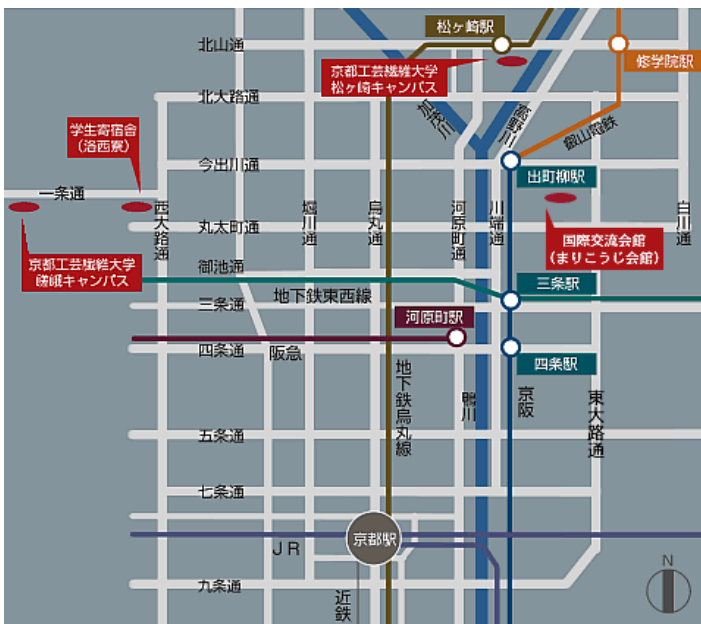 松ヶ崎駅
北山通
修学院駅
京都工芸繊維大学
松ヶ崎キャンパス
北大路通
加茂川
高野川
叡山電鉄
学生寄宿舎
(洛西寮)
今出川通
出町柳駅
一条通
西大路通
堀川通
烏丸通
河原町通
川端通
白川通
丸太町通
国際交流会館
(まりこうじ会館)
京都工芸繊維大学
嵯峨キャンパス
御池通
三条駅
地下鉄東西線
三条通
河原町駅
四条通
阪急
四条駅
地下鉄烏丸線
鴨川
京阪
東大路通
五条通
七条通
京都駅
JR
N
九条通
近鉄